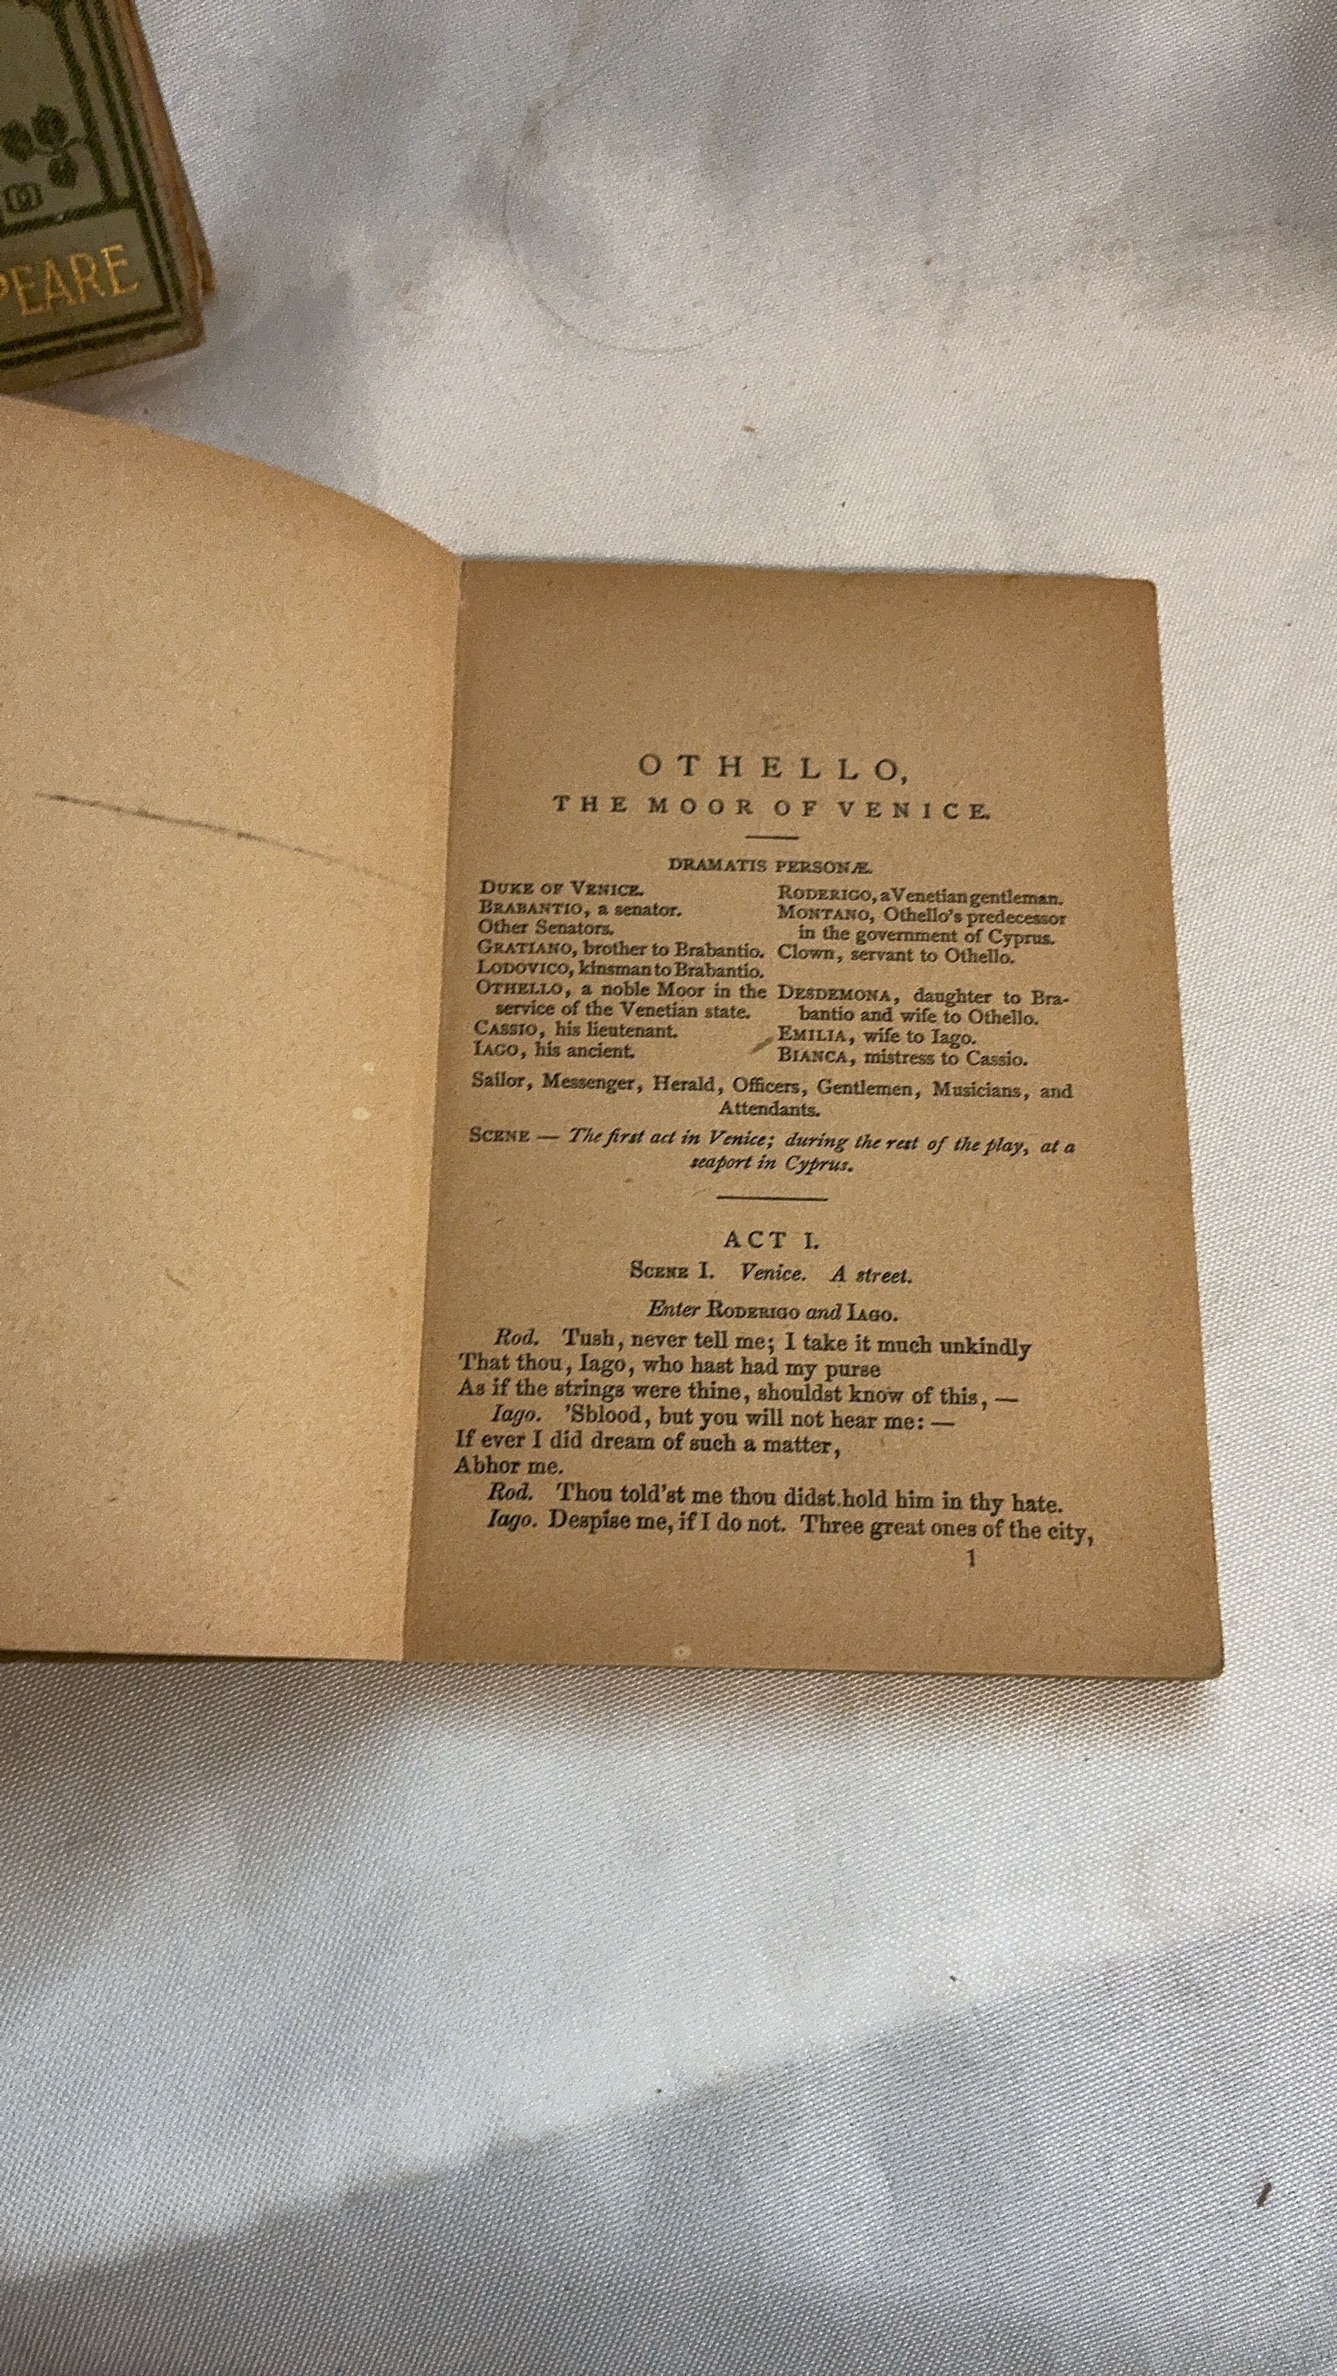 PEARE
OTHELLO,
THE MOOR OF VENICE.
DRAMATIS PERSONÆ.
DUKE OF VENICE.
BRABANTIO, a senator.
Other Senators.
GRATIANO, brother to Brabantio.
LODOVICO, kinsman to Brabantio.
OTHELLO, a noble Moor in the
service of the Venetian state.
CASSIO, his lieutenant.
IAGO, his ancient.
RODERIGO, a Venetian gentleman.
MONTANO, Othello's predecessor
in the government of Cyprus.
Clown, servant to Othello.
DESDEMONA, daughter to Bra-
bantio and wife to Othello.
EMILIA, wife to Iago.
BIANCA, mistress to Cassio.
Sailor, Messenger, Herald, Officers, Gentlemen, Musicians, and
Attendants.
SCENE — The first act in Venice; during the rest of the play, at a
seaport in Cyprus.
ACT I.
SCENE I. Venice. A street.
Enter RODERIGO and IAGO.
Rod. Tush, never tell me; I take it much unkindly
That thou, Iago, who hast had my purse
As if the strings were thine, shouldst know of this, —
Iago. 'Sblood, but you will not hear me: —
If ever I did dream of such a matter,
Abhor me.
Rod. Thou told'st me thou didst hold him in thy hate.
Iago. Despise me, if I do not. Three great ones of the city,
1